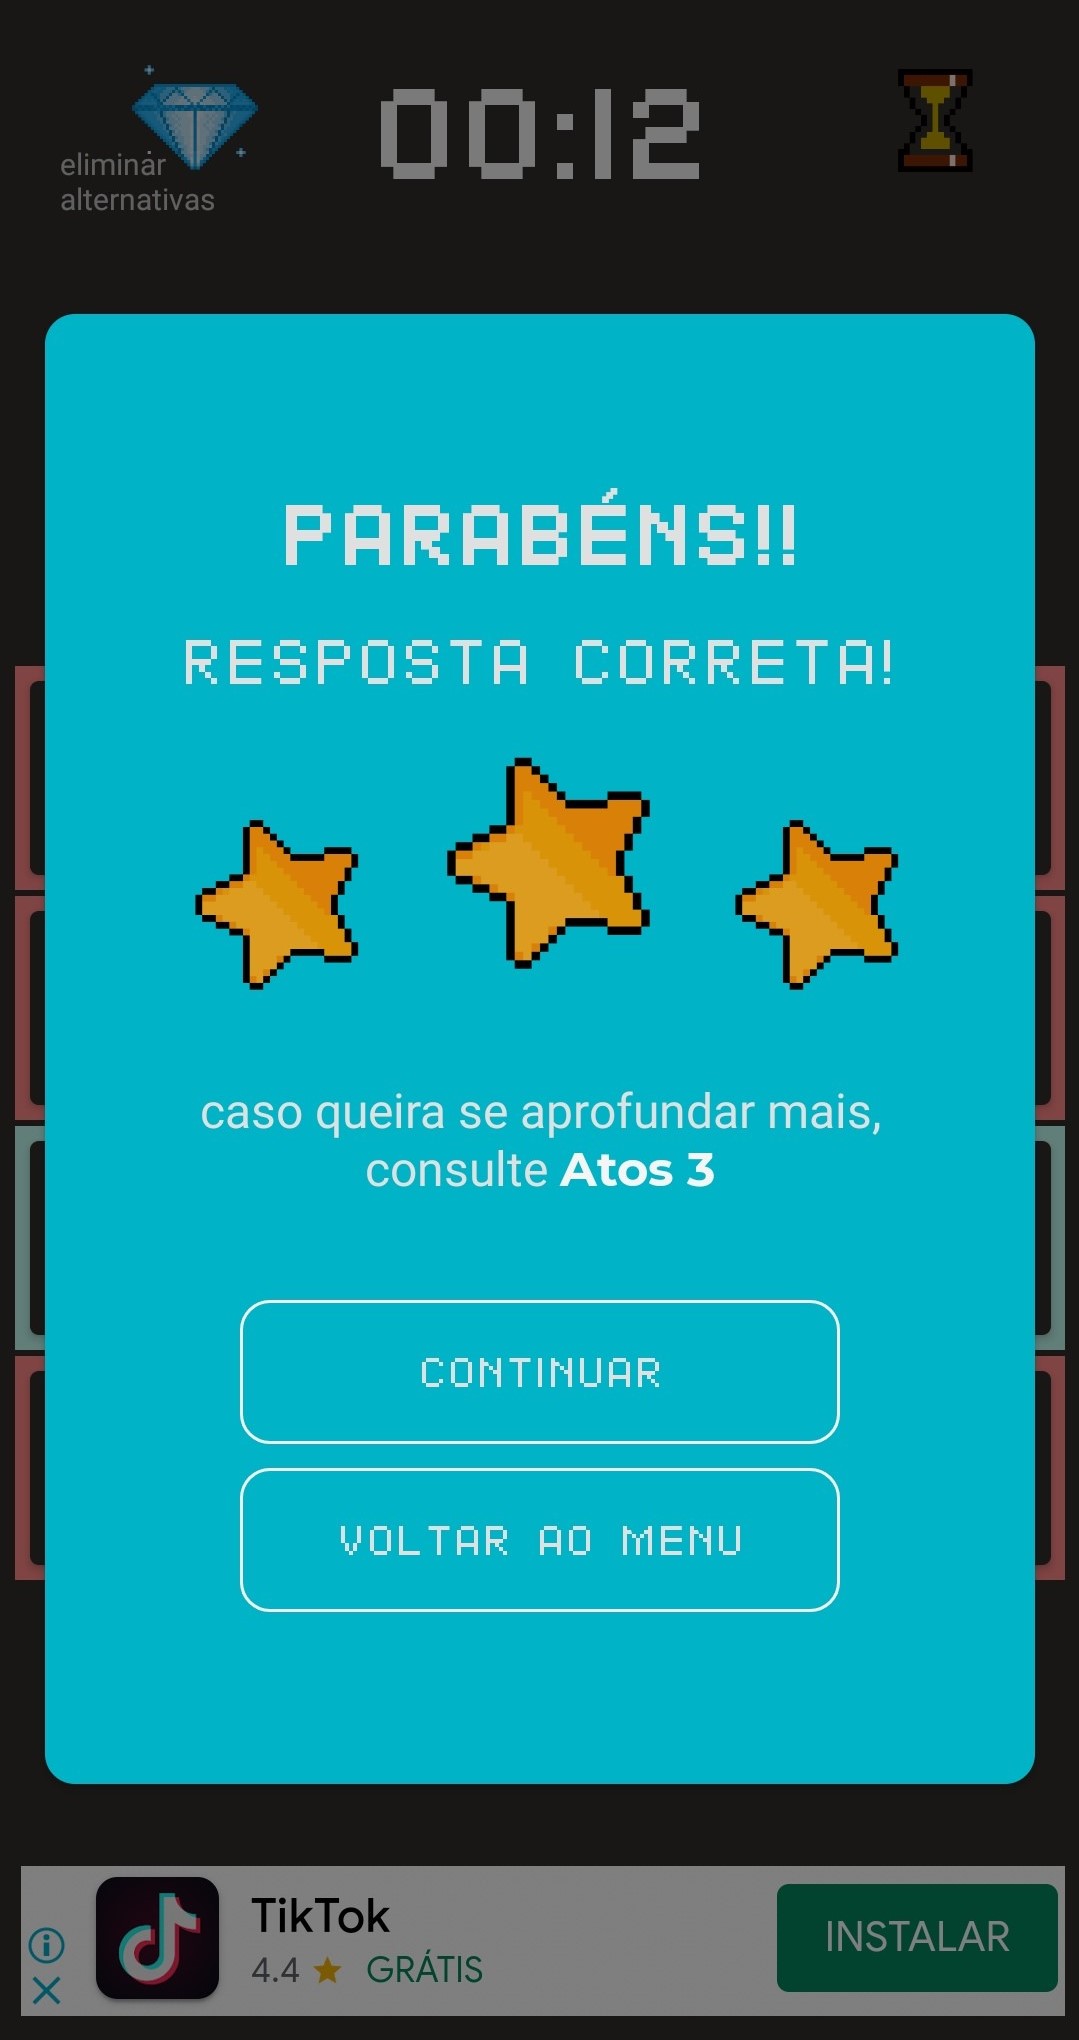 eliminar
alternativas
00:12
PARABÉNS!!
RESPOSTA CORRETA!
caso queira se aprofundar mais,
consulte Atos 3
CONTINUAR
VOLTAR AO MENU
TikTok
4.4 ★ GRÁTIS
INSTALAR